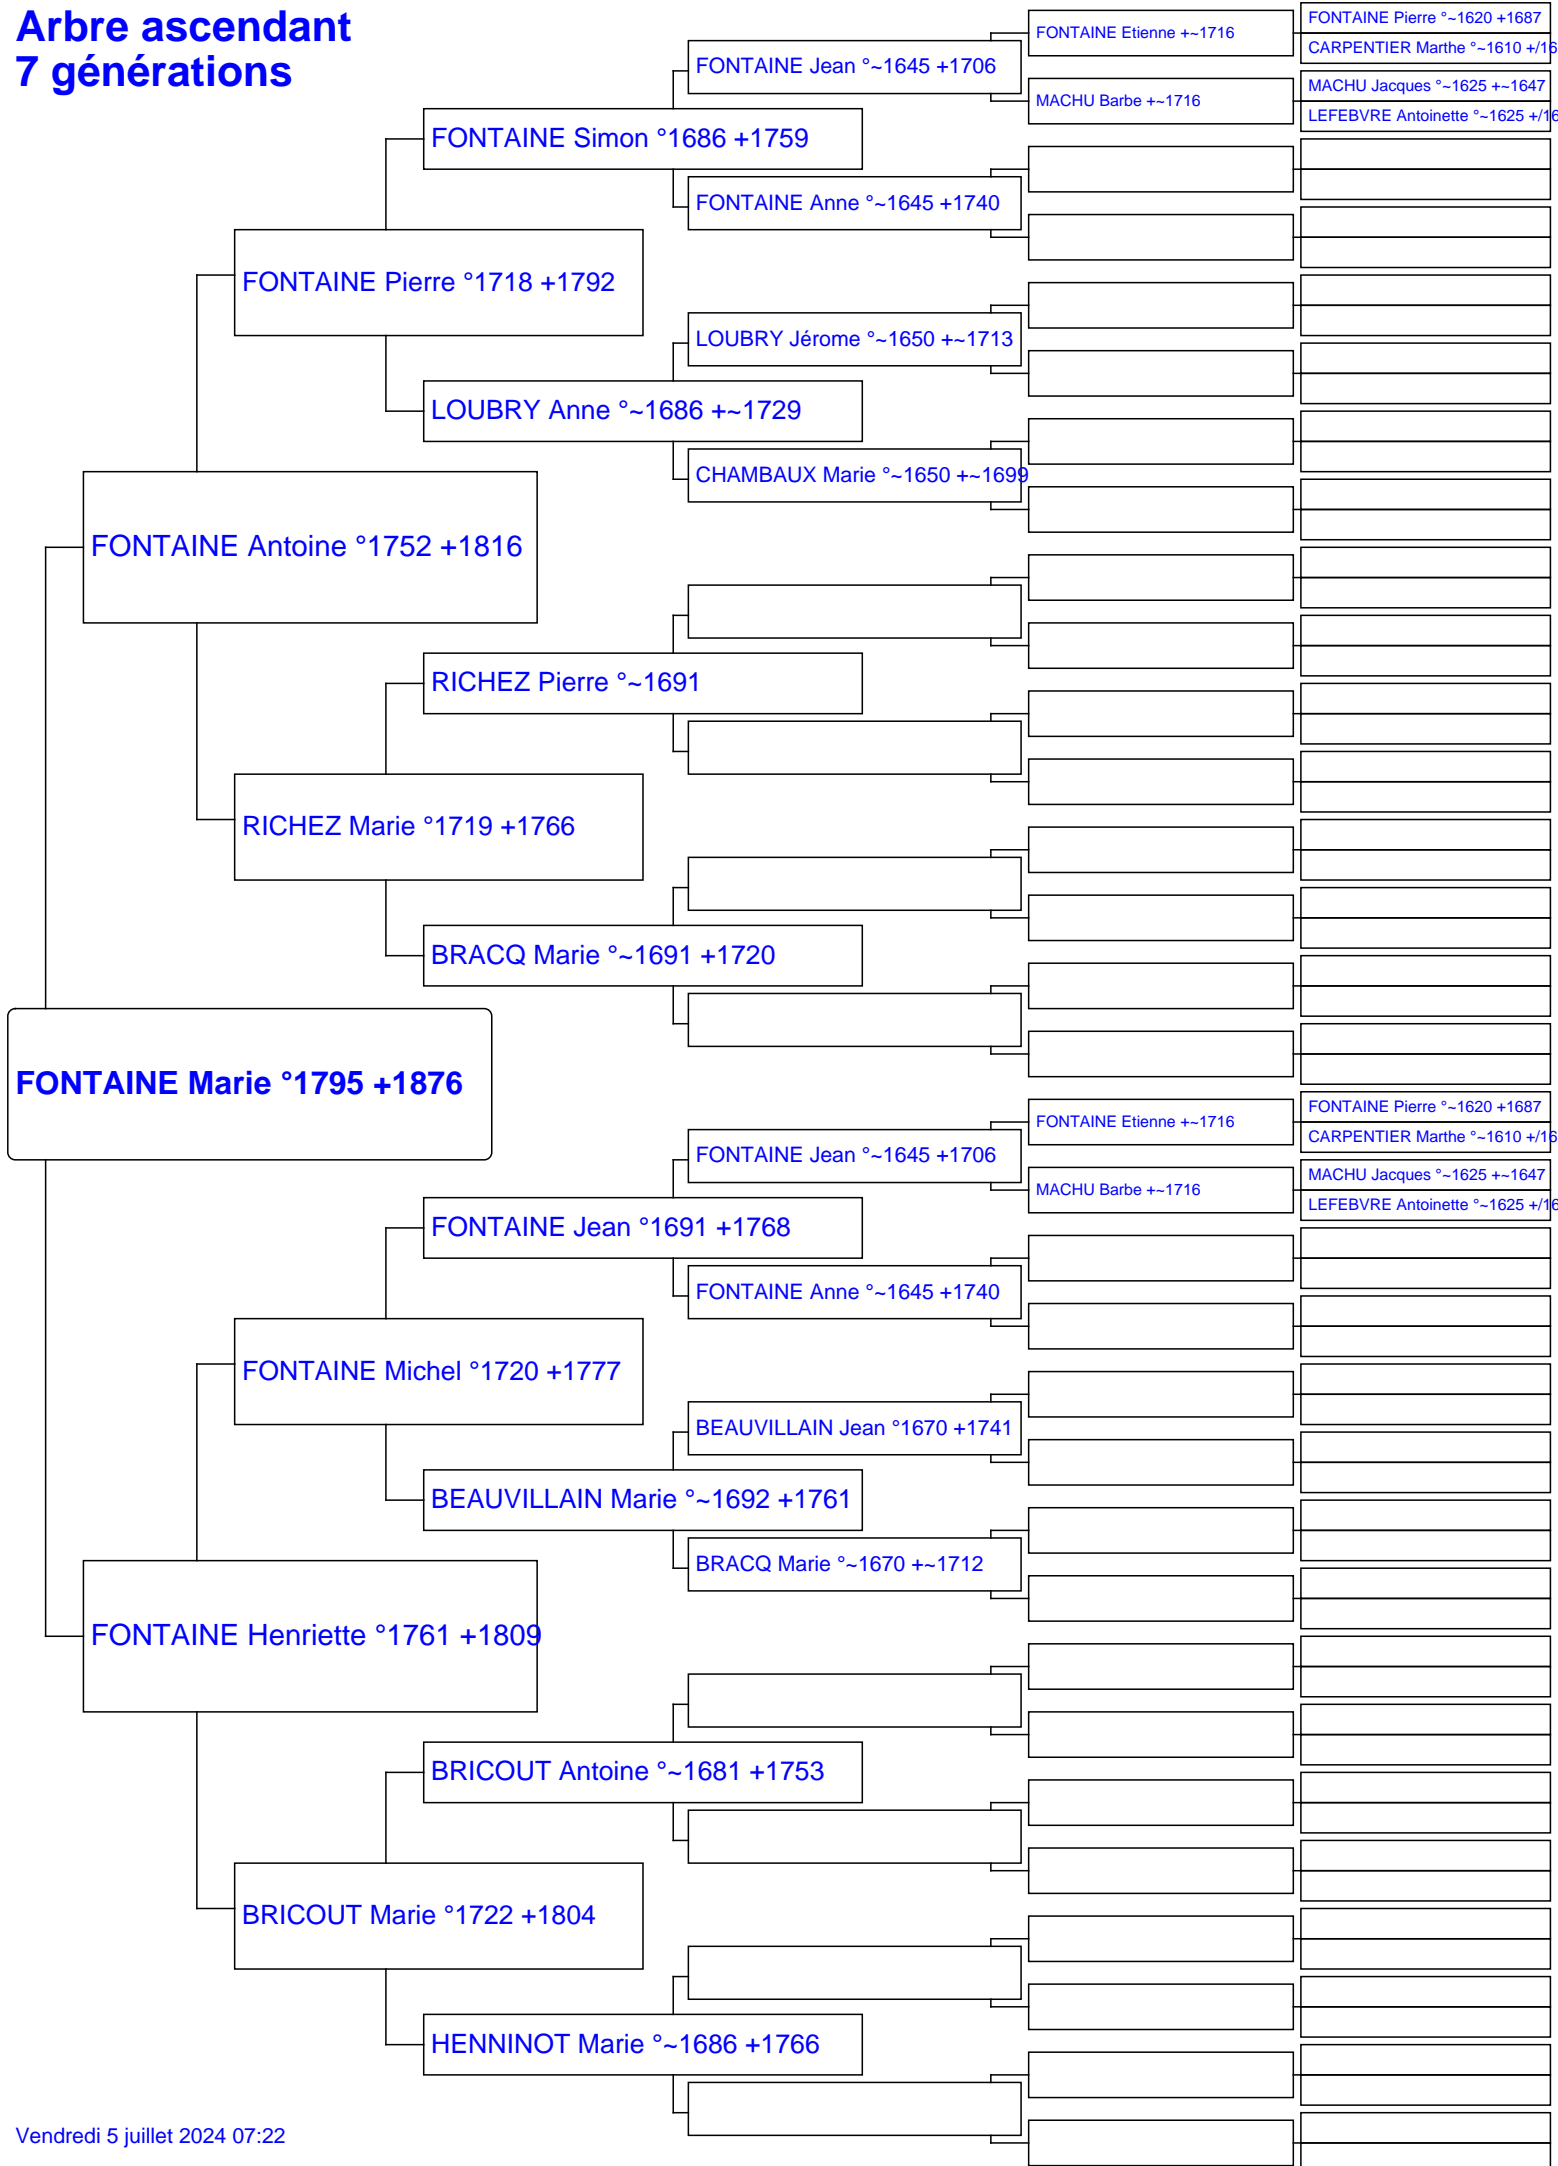 Arbre ascendant
7 générations
FONTAINE Pierre °~1620 +1687
FONTAINE Etienne +~1716
CARPENTIER Marthe °~1610 +/16
FONTAINE Jean °~1645 +1706
MACHU Jacques °~1625 +~1647
MACHU Barbe +~1716
LEFEBVRE Antoinette °~1625 +/16
FONTAINE Simon °1686 +1759
FONTAINE Anne °~1645 +1740
FONTAINE Pierre °1718 +1792
LOUBRY Jérome °~1650 +~1713
LOUBRY Anne °~1686 +~1729
CHAMBAUX Marie °~1650 +~1699
FONTAINE Antoine °1752 +1816
RICHEZ Pierre °~1691
RICHEZ Marie °1719 +1766
BRACQ Marie °~1691 +1720
FONTAINE Marie °1795 +1876
FONTAINE Pierre °~1620 +1687
FONTAINE Etienne +~1716
CARPENTIER Marthe °~1610 +/16
FONTAINE Jean °~1645 +1706
MACHU Jacques °~1625 +~1647
MACHU Barbe +~1716
LEFEBVRE Antoinette °~1625 +/16
FONTAINE Jean °1691 +1768
FONTAINE Anne °~1645 +1740
FONTAINE Michel °1720 +1777
BEAUVILLAIN Jean °1670 +1741
BEAUVILLAIN Marie °~1692 +1761
BRACQ Marie °~1670 +~1712
FONTAINE Henriette °1761 +1809
BRICOUT Antoine °~1681 +1753
BRICOUT Marie °1722 +1804
HENNINOT Marie °~1686 +1766
Vendredi 5 juillet 2024 07:22